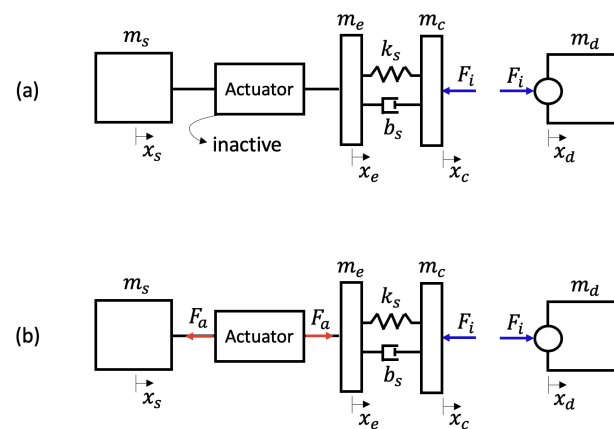 m_s
m_e m_c
m_d
(a)
Actuator
k_s
b_s
F_i F_i
inactive
x_s
x_e
x_c
x_d
m_s
m_e m_c
m_d
(b)
F_a
Actuator
F_a
k_s
b_s
F_i F_i
x_s
x_e
x_c
x_d